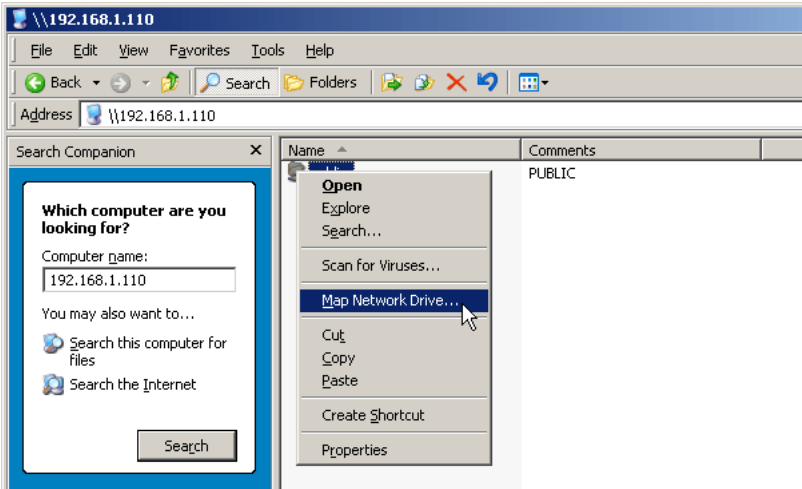 \\192.168.1.110
File Edit View Favorites Tools Help
Back Search Folders
Address \\192.168.1.110
Search Companion
Name Comments
PUBLIC
Which computer are you
looking for?
Computer name:
192.168.1.110
You may also want to...
Search this computer for
files
Search the Internet
Search
Open
Explore
Search...
Scan for Viruses...
Map Network Drive...
Cut
Copy
Paste
Create Shortcut
Properties